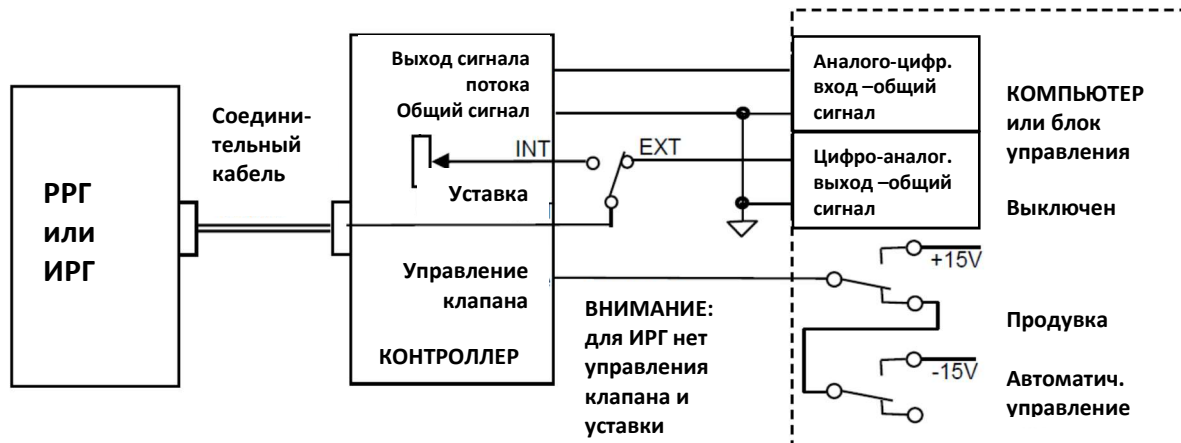 РРГ
или
ИРГ
Соедини-
тельный
кабель
Выход сигнала
потока
Общий сигнал
INT
EXT
Уставка
Управление
клапана
КОНТРОЛЛЕР
ВНИМАНИЕ:
для ИРГ нет
управления
клапана и
уставки
Аналого-цифр.
вход –общий
сигнал
Цифро-аналог.
выход –общий
сигнал
КОМПЬЮТЕР
или блок
управления
Выключен
+15V
Продувка
-15V
Автоматич.
управление